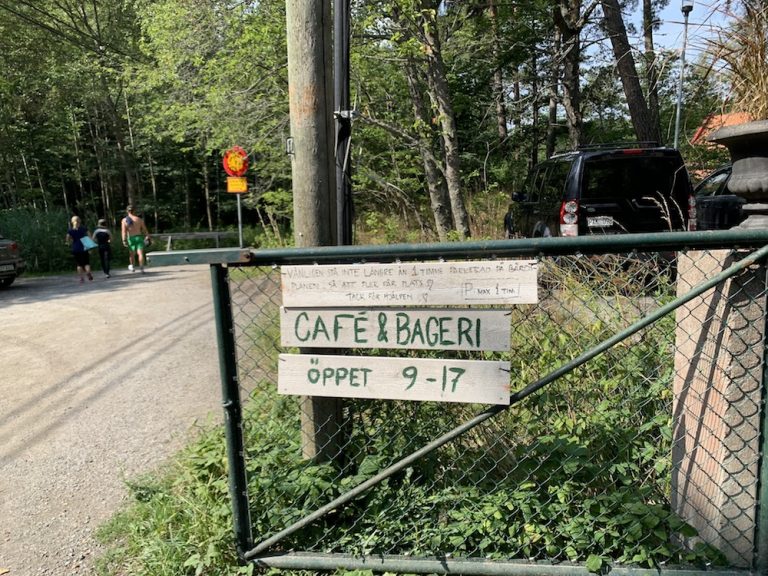 VÄNLIGEN STÅ INTE LÄNGRE ÄN 1 TIMME PARKERAD PÅ GÅRDS-
PLANEN, SÅ ATT FLER FÅR PLATS
TACK FÖR HJÄLPEN
P MAX 1 TIM
CAFÉ & BAGERI
ÖPPET 9-17